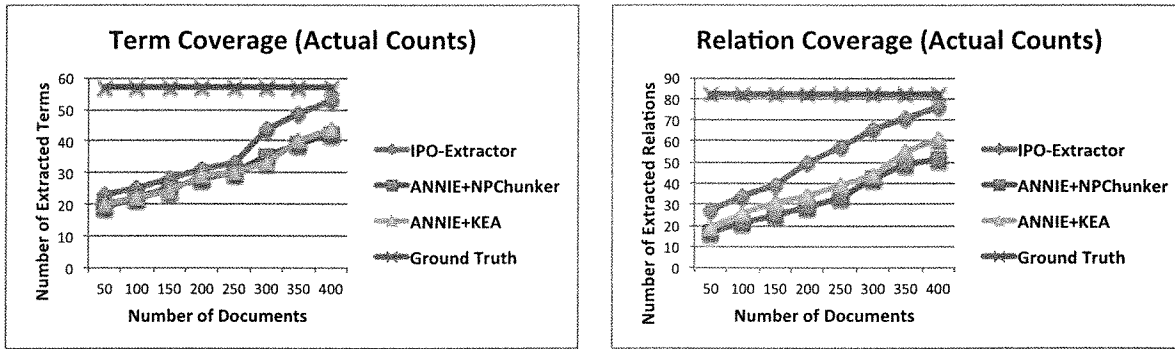 Term Coverage (Actual Counts)
Number of Extracted Terms
60
50
40
30
20
10
0
50 100 150 200 250 300 350 400
Number of Documents
IPO-Extractor
ANNIE+NPChunker
ANNIE+KEA
Ground Truth
Relation Coverage (Actual Counts)
Number of Extracted Relations
90
80
70
60
50
40
30
20
10
0
50 100 150 200 250 300 350 400
Number of Documents
IPO-Extractor
ANNIE+NPChunker
ANNIE+KEA
Ground Truth